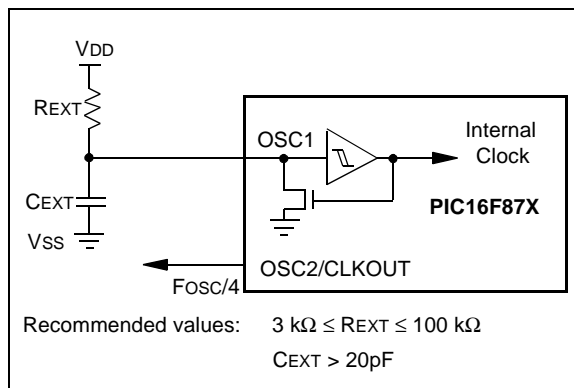 VDD
REXT
OSC1
Internal
Clock
CEXT
PIC16F87X
VSS
OSC2/CLKOUT
FOSC/4
Recommended values: 3 kΩ ≤ REXT ≤ 100 kΩ
CEXT > 20pF